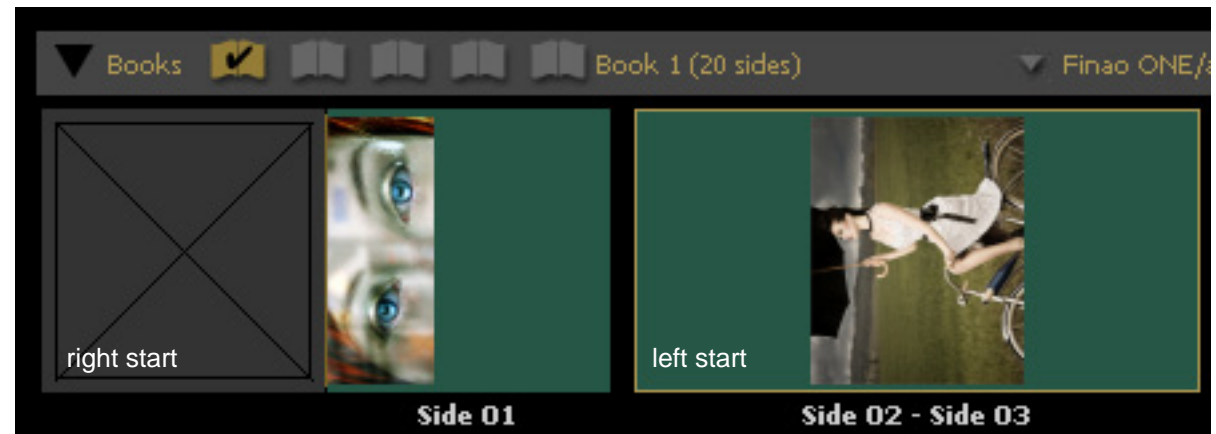 Books Book 1 (20 sides) Finao ONE/a
right start
left start
Side 01
Side 02 - Side 03